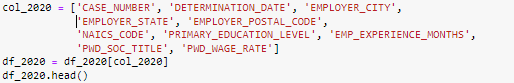 col_2020 = ['CASE_NUMBER', 'DETERMINATION_DATE', 'EMPLOYER_CITY',
'EMPLOYER_STATE', 'EMPLOYER_POSTAL_CODE',
'NAICS_CODE', 'PRIMARY_EDUCATION_LEVEL', 'EMP_EXPERIENCE_MONTHS',
'PWD_SOC_TITLE', 'PWD_WAGE_RATE']
df_2020 = df_2020[col_2020]
df_2020.head()